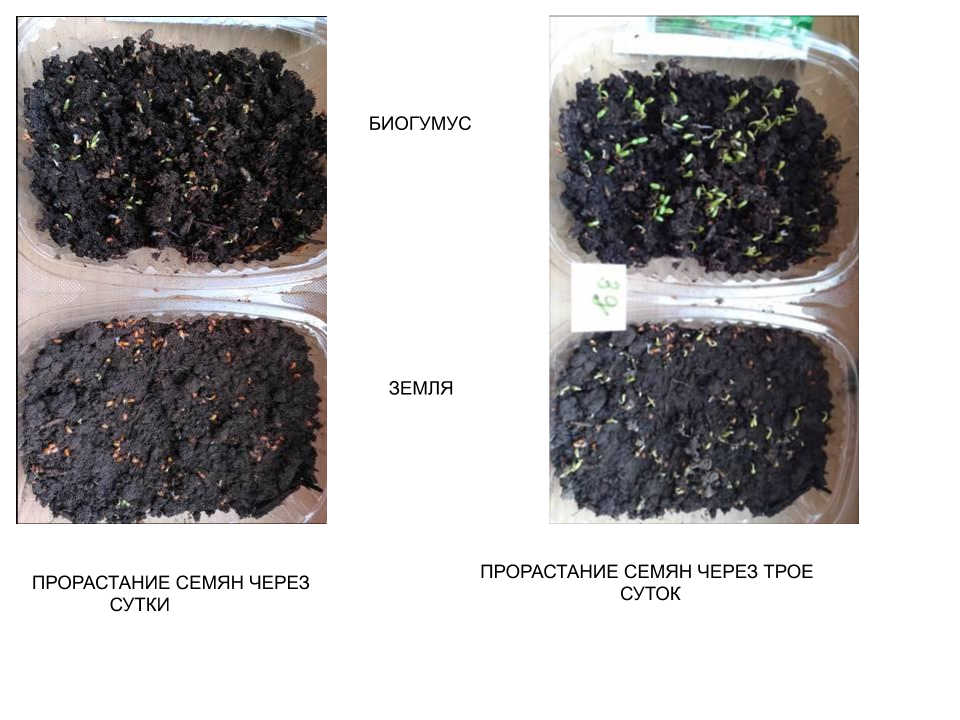 БИОГУМУС
ЗЕМЛЯ
ПРОРАСТАНИЕ СЕМЯН ЧЕРЕЗ
СУТКИ
ПРОРАСТАНИЕ СЕМЯН ЧЕРЕЗ ТРОЕ
СУТОК